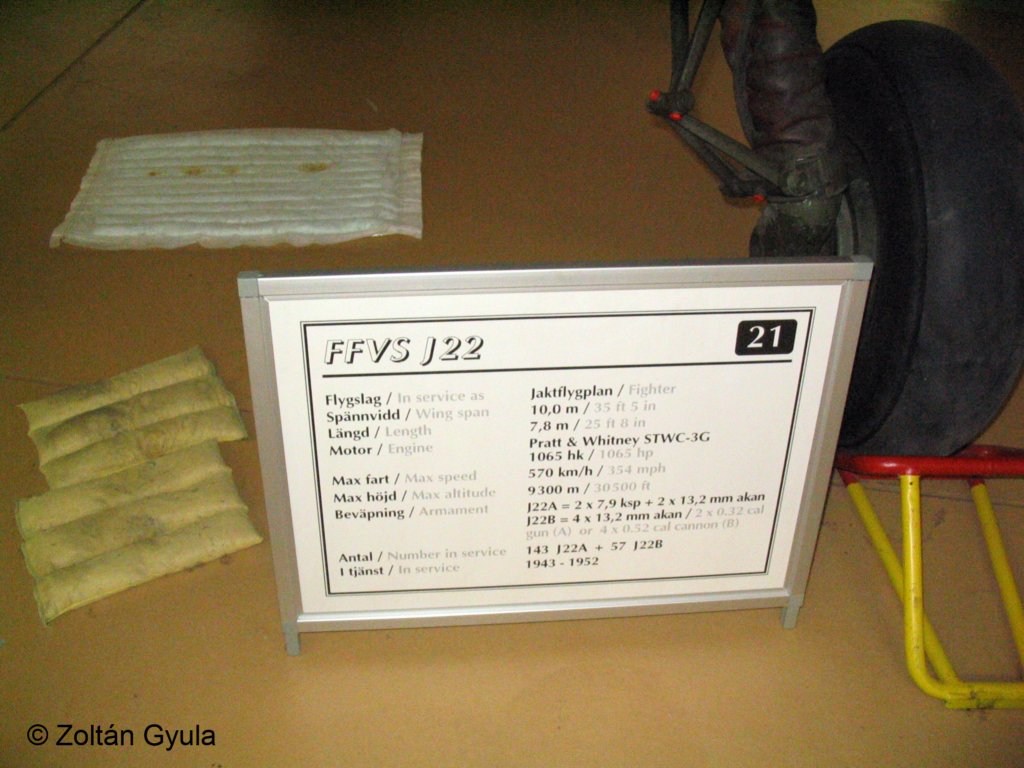 FFVS J22
21
Flygslag / In service as Jaktflygplan / Fighter
Spännvidd / Wing span 10,0 m / 35 ft 5 in
Längd / Length 7,8 m / 25 ft 8 in
Motor / Engine Pratt & Whitney STWC-3G
1065 hk / 1065 hp
Max fart / Max speed 570 km/h / 354 mph
Max höjd / Max altitude 9300 m / 30500 ft
Beväpning / Armament J22A = 2 x 7,9 ksp + 2 x 13,2 mm akan
J22B = 4 x 13,2 mm akan / 2 x 0.32 cal
gun (A) or 4 x 0.52 cal cannon (B)
Antal / Number in service 143 J22A + 57 J22B
I tjänst / In service 1943 - 1952
© Zoltán Gyula